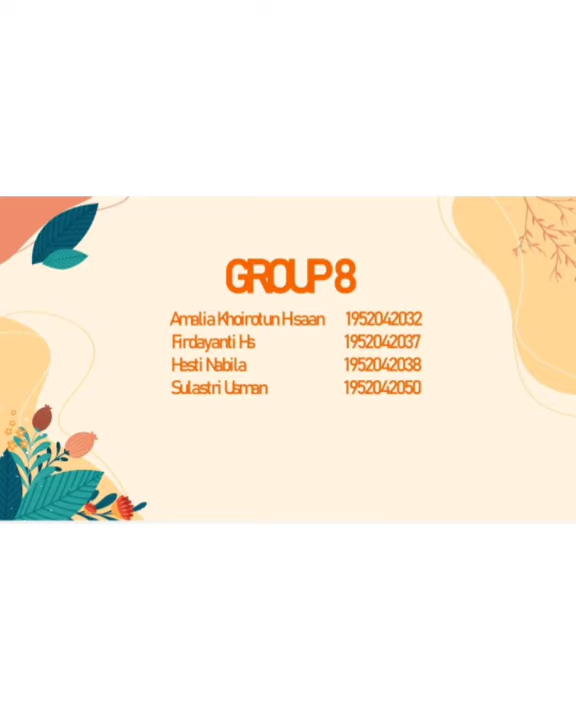 GROUP 8
Amalia Khoirotun Hsaan 1952042032
Firdayanti Hs 1952042037
Hesti Nabila 1952042038
Sulastri Usman 1952042050